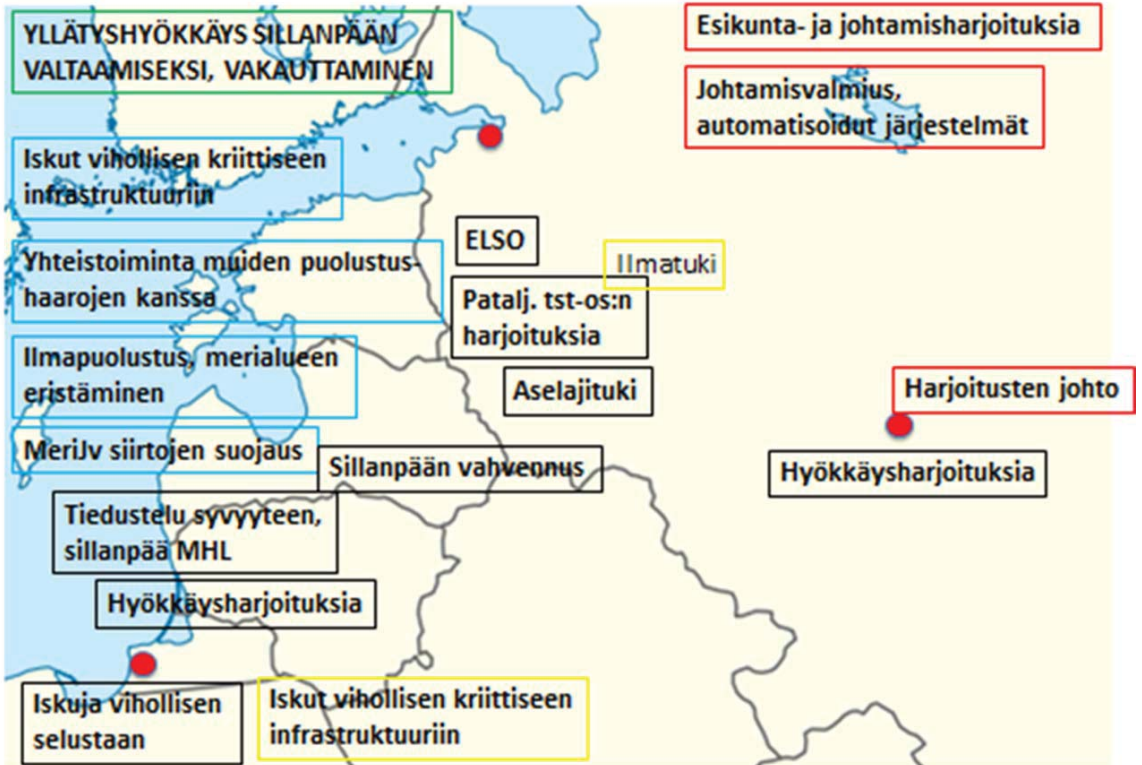 YLLÄTYSHYÖKKÄYS SILLANPÄÄN
VALTAAMISEKSI, VAKAUTTAMINEN
Esikunta- ja johtamisharjoituksia
Johtamisvalmius,
automatisoidut järjestelmät
Iskut vihollisen kriittiseen
infrastruktuuriin
ELSO
Ilmatuki
Yhteistoiminta muiden puolustus-
haarojen kanssa
Patalj. tst-os:n
harjoituksia
Ilmapuolustus, merialueen
eristäminen
Aselajituki
Harjoitusten johto
MeriJv siirtojen suojaus
Sillanpään vahvennus
Hyökkäysharjoituksia
Tiedustelu syvyyteen,
sillanpää MHL
Hyökkäysharjoituksia
Iskuja vihollisen
selustaan
Iskut vihollisen kriittiseen
infrastruktuuriin